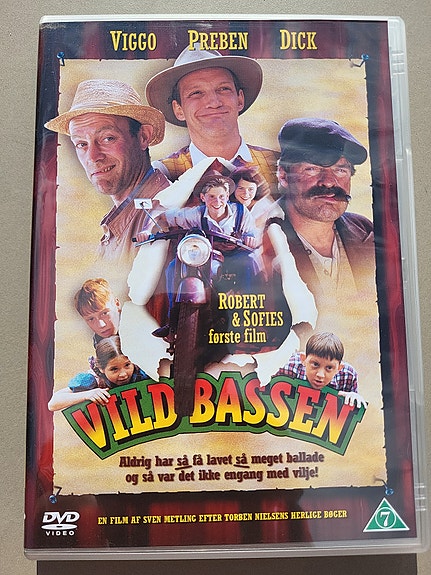 VIGGO PREBEN DICK
ROBERT
& SOFIES
første film
VILD BASSEN
Aldrig har så få lavet så meget ballade
og så var det ikke engang med vilje!
EN FILM AF SVEN METLING EFTER TORBEN NIELSENS HERLIGE BØGER
DVD
VIDEO
7